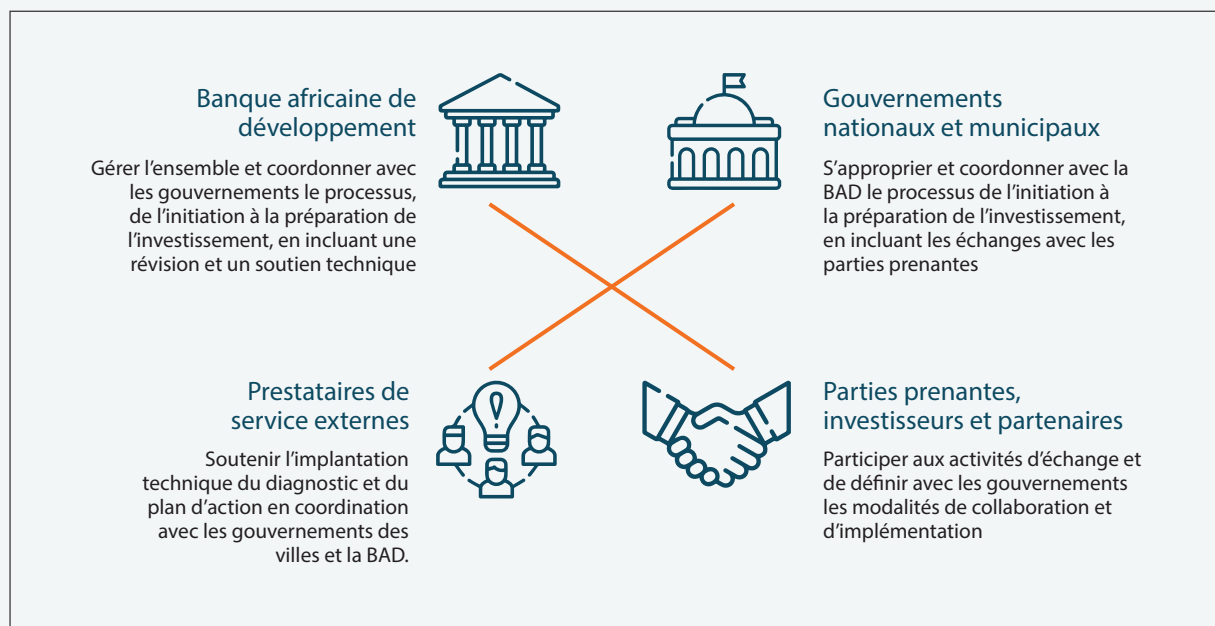 Banque africaine de
développement
Gérer l’ensemble et coordonner avec
les gouvernements le processus,
de l’initiation à la préparation de
l’investissement, en incluant une
révision et un soutien technique
Gouvernements
nationaux et municipaux
S’approprier et coordonner avec la
BAD le processus de l’initiation à
la préparation de l’investissement,
en incluant les échanges avec les
parties prenantes
Prestataires de
service externes
Soutenir l’implantation
technique du diagnostic et du
plan d’action en coordination
avec les gouvernements des
villes et la BAD.
Parties prenantes,
investisseurs et partenaires
Participer aux activités d’échange et
de définir avec les gouvernements
les modalités de collaboration et
d’implémentation